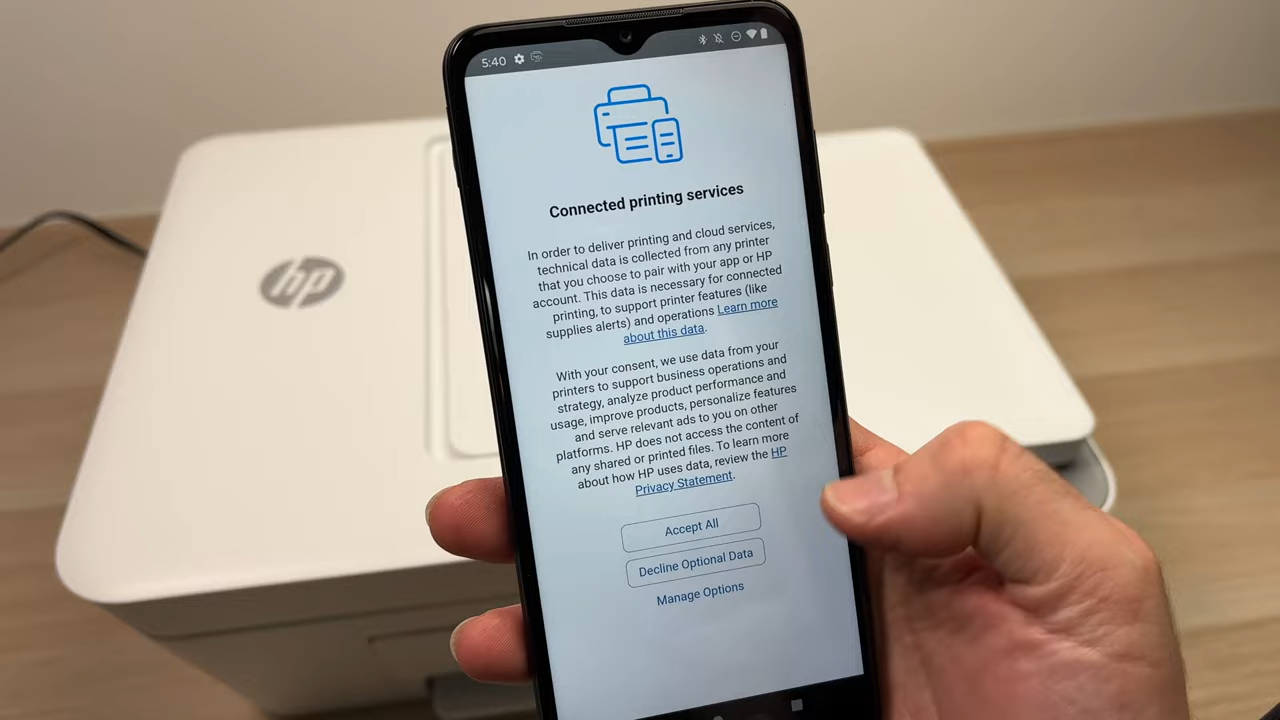 5:40
hp
Connected printing services
In order to deliver printing and cloud services,
technical data is collected from any printer
that you choose to pair with your app or HP
account. This data is necessary for connected
printing, to support printer features (like
supplies alerts) and operations Learn more
about this data.
With your consent, we use data from your
printers to support business operations and
strategy, analyze product performance and
usage, improve products, personalize features
and serve relevant ads to you on other
platforms. HP does not access the content of
any shared or printed files. To learn more
about how HP uses data, review the HP
Privacy Statement.
Accept All
Decline Optional Data
Manage Options